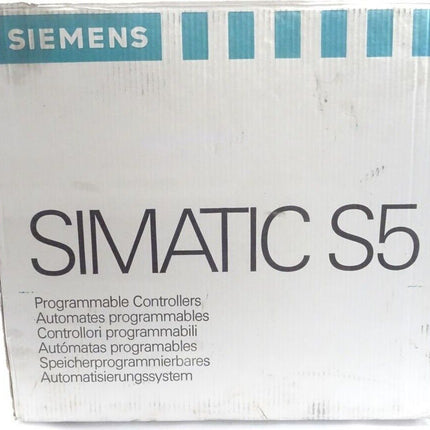 SIEMENS
SIMATIC S5
Programmable Controllers
Automates programmables
Controllori programmabili
Autómatas programables
Speicherprogrammierbares
Automatisierungssystem